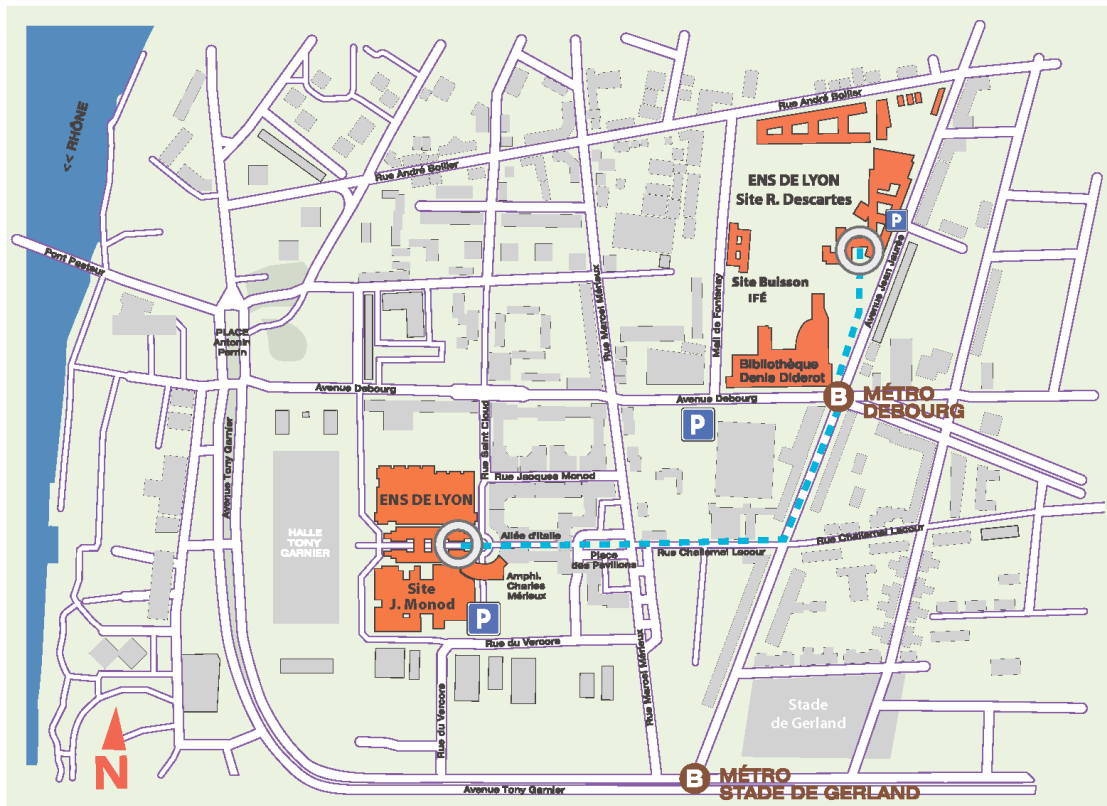 << RHÔNE
Rue André Bollier
ENS DE LYON
Site R. Descartes
P
Rue André Bollier
Pont Pasteur
Site Buisson
IFÉ
Avenue Jean Jaurès
Rue Marcel Mérieux
Mail de Fontenay
PLACE
Antonin
Perrin
Bibliothèque
Denis Diderot
Avenue Debourg
Avenue Debourg
B
MÉTRO
DEBOURG
P
Rue Saint Cloud
Avenue Tony Garnier
Rue Jacques Monod
ENS DE LYON
HALLE
TONY
GARNIER
Allée d'Italie
Place
des Pavillons
Rue Challemel Lacour
Rue Challemel Lacour
Site
J. Monod
Amphi.
Charles
Mérieux
P
Rue du Vercors
Rue Marcel Mérieux
Rue du Vercors
Stade
de Gerland
N
B
MÉTRO
STADE DE GERLAND
Avenue Tony Garnier